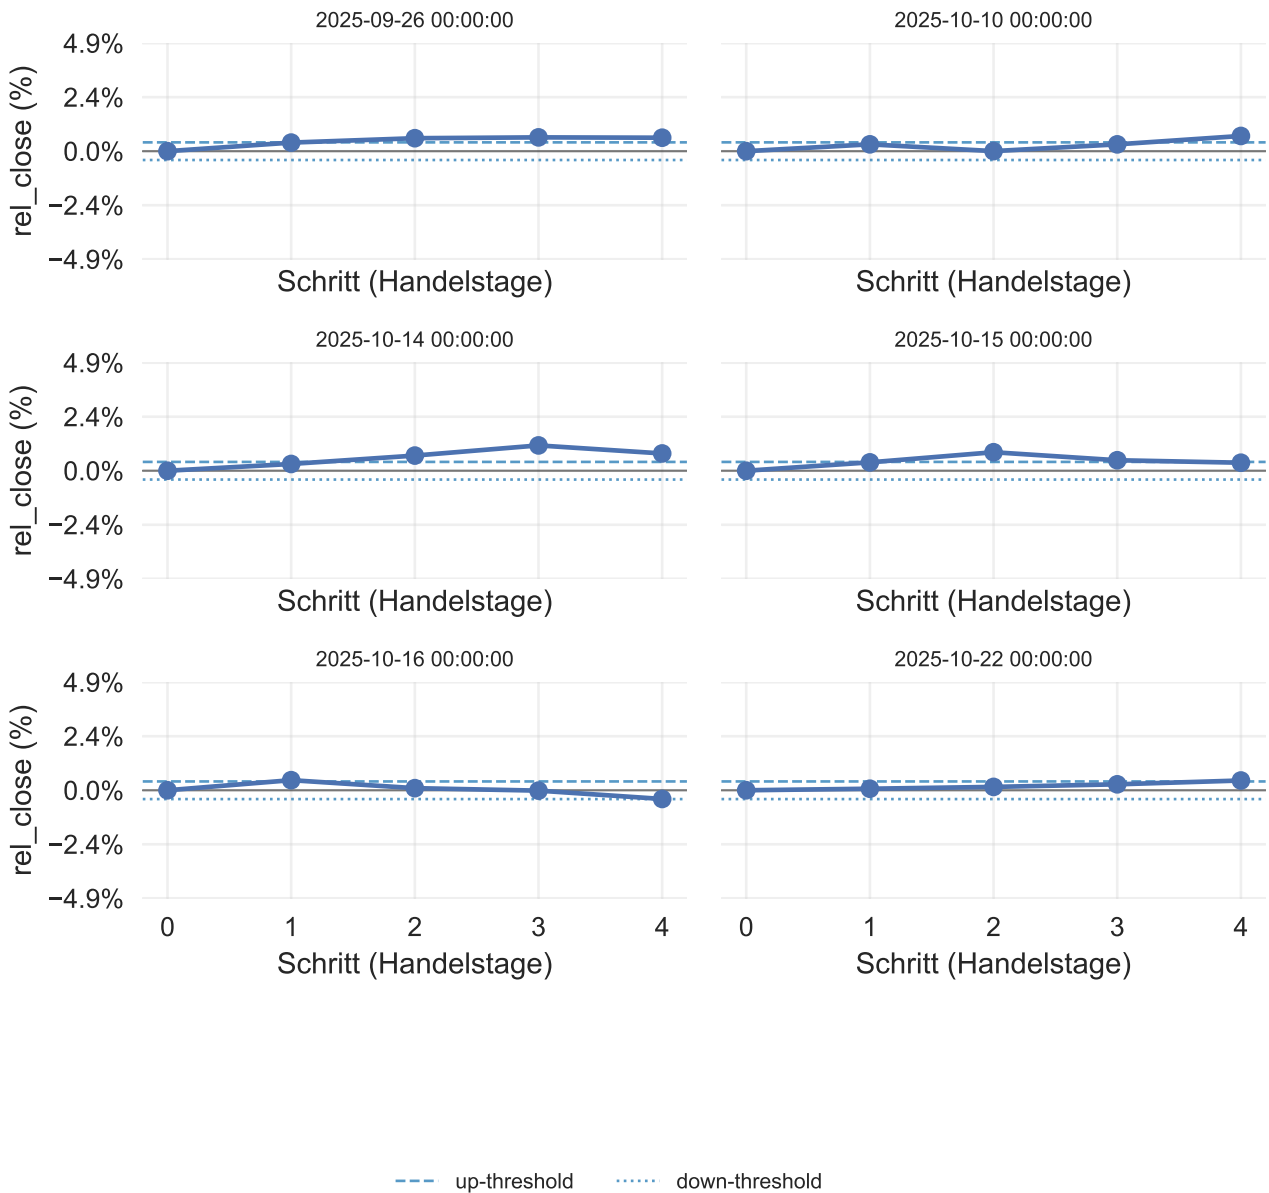 2025-09-26 00:00:00
2025-10-10 00:00:00
4.9%
2.4%
0.0%
−2.4%
−4.9%
rel_close (%)
Schritt (Handelstage)
Schritt (Handelstage)
2025-10-14 00:00:00
2025-10-15 00:00:00
4.9%
2.4%
0.0%
−2.4%
−4.9%
rel_close (%)
Schritt (Handelstage)
Schritt (Handelstage)
2025-10-16 00:00:00
2025-10-22 00:00:00
4.9%
2.4%
0.0%
−2.4%
−4.9%
rel_close (%)
0 1 2 3 4
0 1 2 3 4
Schritt (Handelstage)
Schritt (Handelstage)
up-threshold
down-threshold